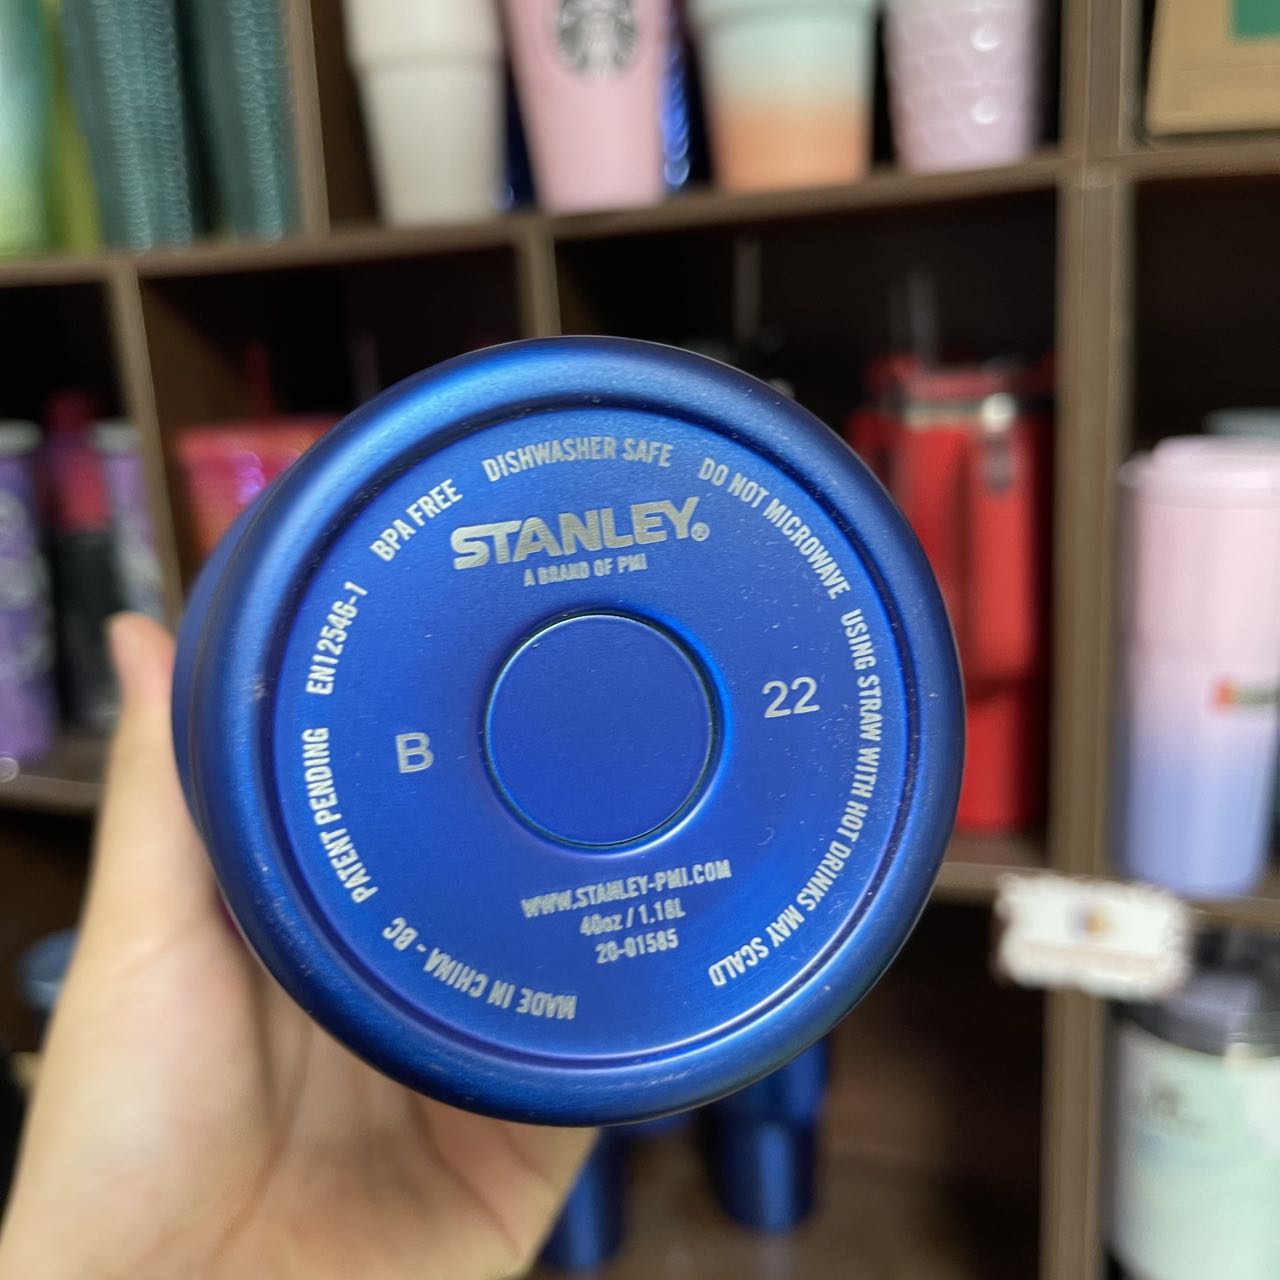 BPA FREE
DISHWASHER SAFE
DO NOT MICROWAVE
USING STRAW WITH HOT DRINKS MAY SCALD
MADE IN CHINA - BC
PATENT PENDING
EN12546-1
STANLEY®
A BRAND OF PMI
B
22
WWW.STANLEY-PMI.COM
40oz / 1.18L
20-01585